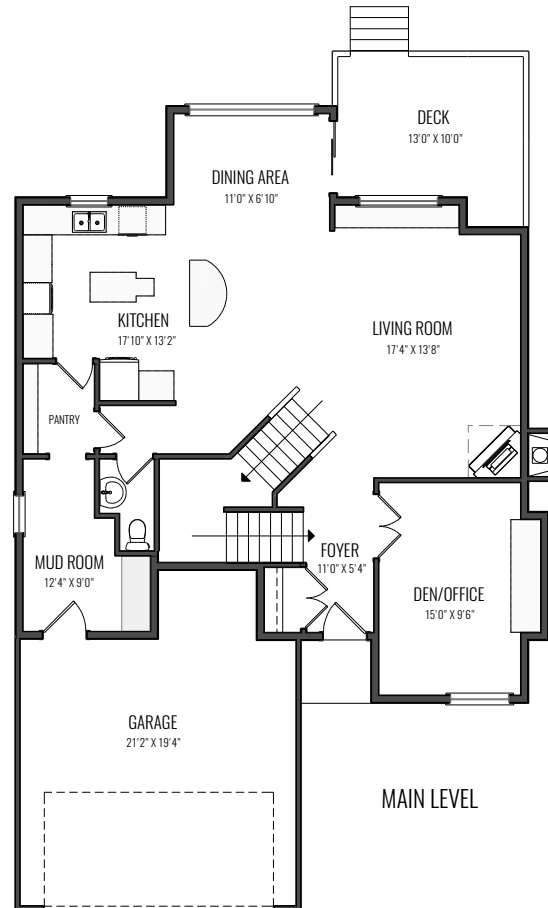 DECK
13'0" X 10'0"
DINING AREA
11'0" X 6'10"
KITCHEN
17'10" X 13'2"
LIVING ROOM
17'4" X 13'8"
PANTRY
MUD ROOM
12'4" X 9'0"
FOYER
11'0" X 5'4"
DEN/OFFICE
15'0" X 9'6"
GARAGE
21'2" X 19'4"
MAIN LEVEL